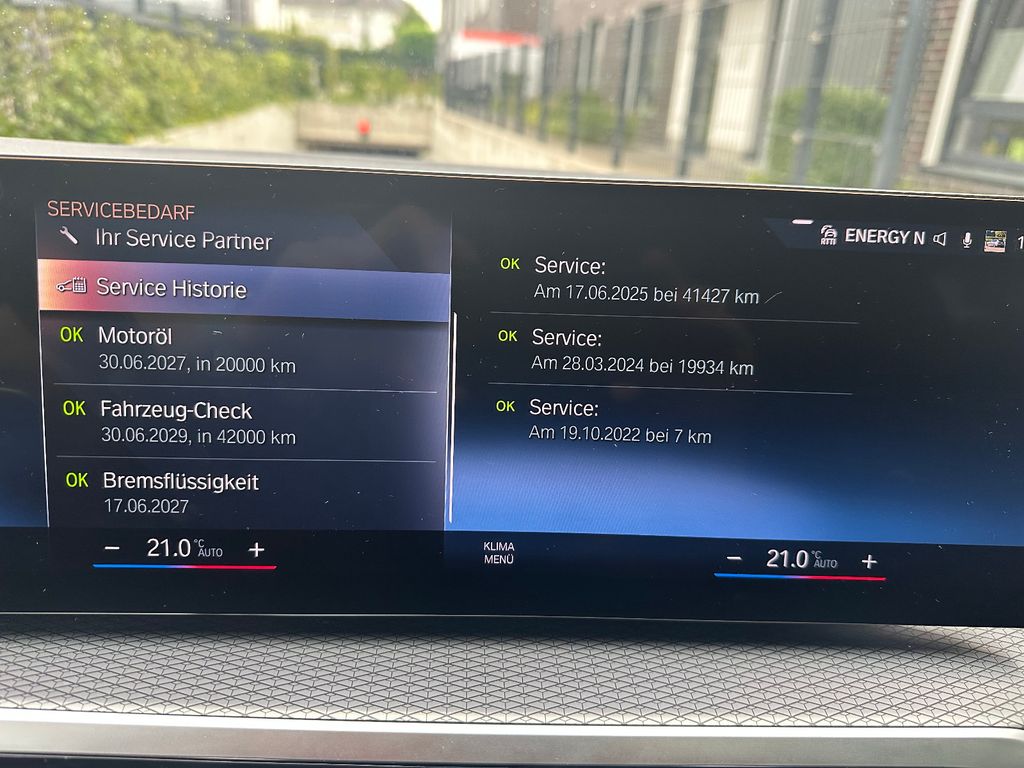 SERVICEBEDARF
Ihr Service Partner
Service Historie
OK Motoröl
30.06.2027, in 20000 km
OK Fahrzeug-Check
30.06.2029, in 42000 km
OK Bremsflüssigkeit
17.06.2027
RTTI ENERGY N
OK Service:
Am 17.06.2025 bei 41427 km
OK Service:
Am 28.03.2024 bei 19934 km
OK Service:
Am 19.10.2022 bei 7 km
− 21.0 °C AUTO +
KLIMA
MENÜ
− 21.0 °C AUTO +